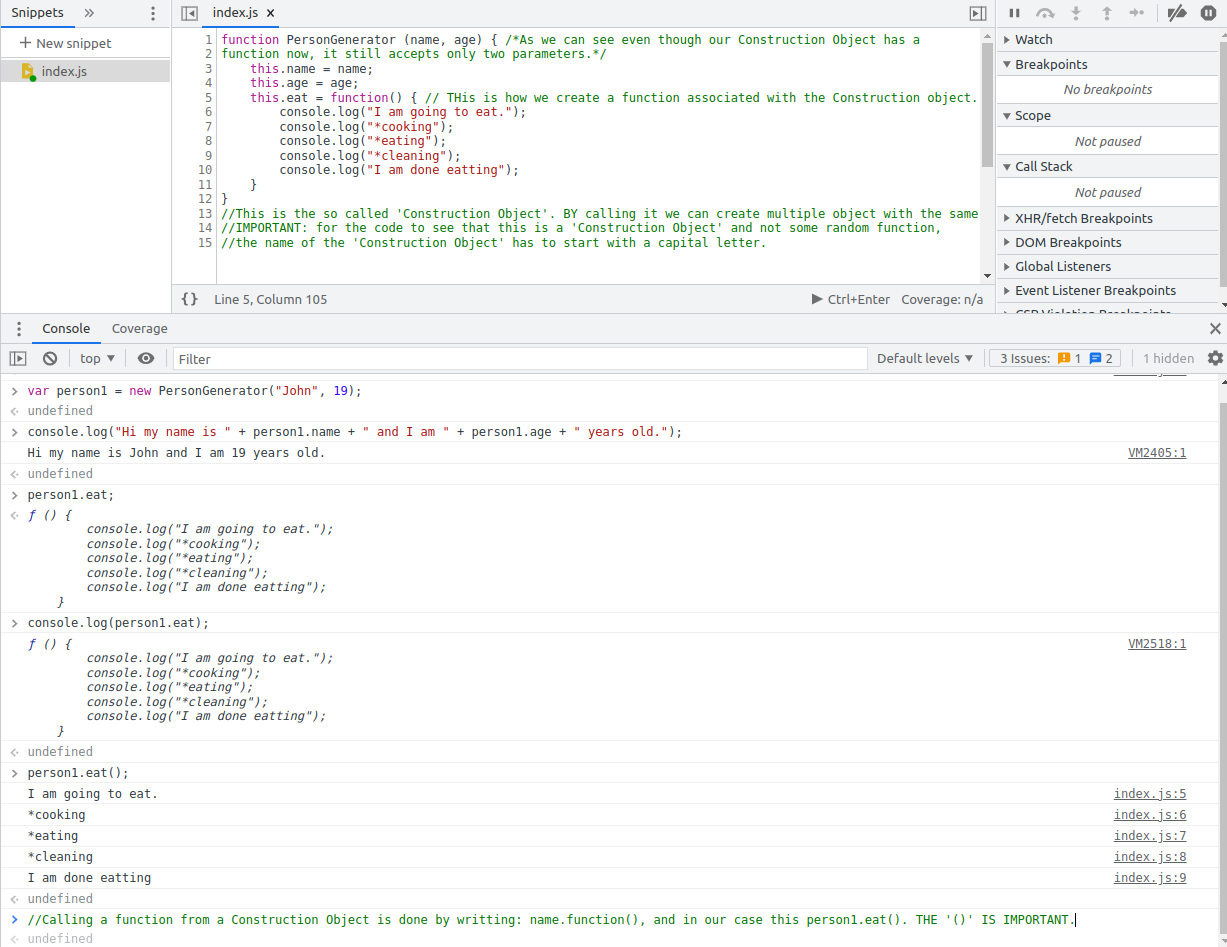 Snippets
index.js
New snippet
index.js
1 function PersonGenerator (name, age) { /*As we can see even though our Construction Object has a
2 function now, it still accepts only two parameters.*/
3 this.name = name;
4 this.age = age;
5 this.eat = function() { // THis is how we create a function associated with the Construction object.
6 console.log("I am going to eat.");
7 console.log("*cooking");
8 console.log("*eating");
9 console.log("*cleaning");
10 console.log("I am done eatting");
11 }
12 }
13 //This is the so called 'Construction Object'. BY calling it we can create multiple object with the same
14 //IMPORTANT: for the code to see that this is a 'Construction Object' and not some random function,
15 //the name of the 'Construction Object' has to start with a capital letter.
{} Line 5, Column 105
Ctrl+Enter Coverage: n/a
Watch
Breakpoints
No breakpoints
Scope
Not paused
Call Stack
Not paused
XHR/fetch Breakpoints
DOM Breakpoints
Global Listeners
Event Listener Breakpoints
CSP Violation Breakpoints
Console Coverage
top Filter Default levels 3 Issues: 1 2 1 hidden
var person1 = new PersonGenerator("John", 19);
undefined
console.log("Hi my name is " + person1.name + " and I am " + person1.age + " years old.");
Hi my name is John and I am 19 years old. VM2405:1
undefined
person1.eat;
ƒ () {
console.log("I am going to eat.");
console.log("*cooking");
console.log("*eating");
console.log("*cleaning");
console.log("I am done eatting");
}
console.log(person1.eat);
ƒ () { VM2518:1
console.log("I am going to eat.");
console.log("*cooking");
console.log("*eating");
console.log("*cleaning");
console.log("I am done eatting");
}
undefined
person1.eat();
I am going to eat. index.js:5
*cooking index.js:6
*eating index.js:7
*cleaning index.js:8
I am done eatting index.js:9
undefined
//Calling a function from a Construction Object is done by writting: name.function(), and in our case this person1.eat(). THE '()' IS IMPORTANT.
undefined